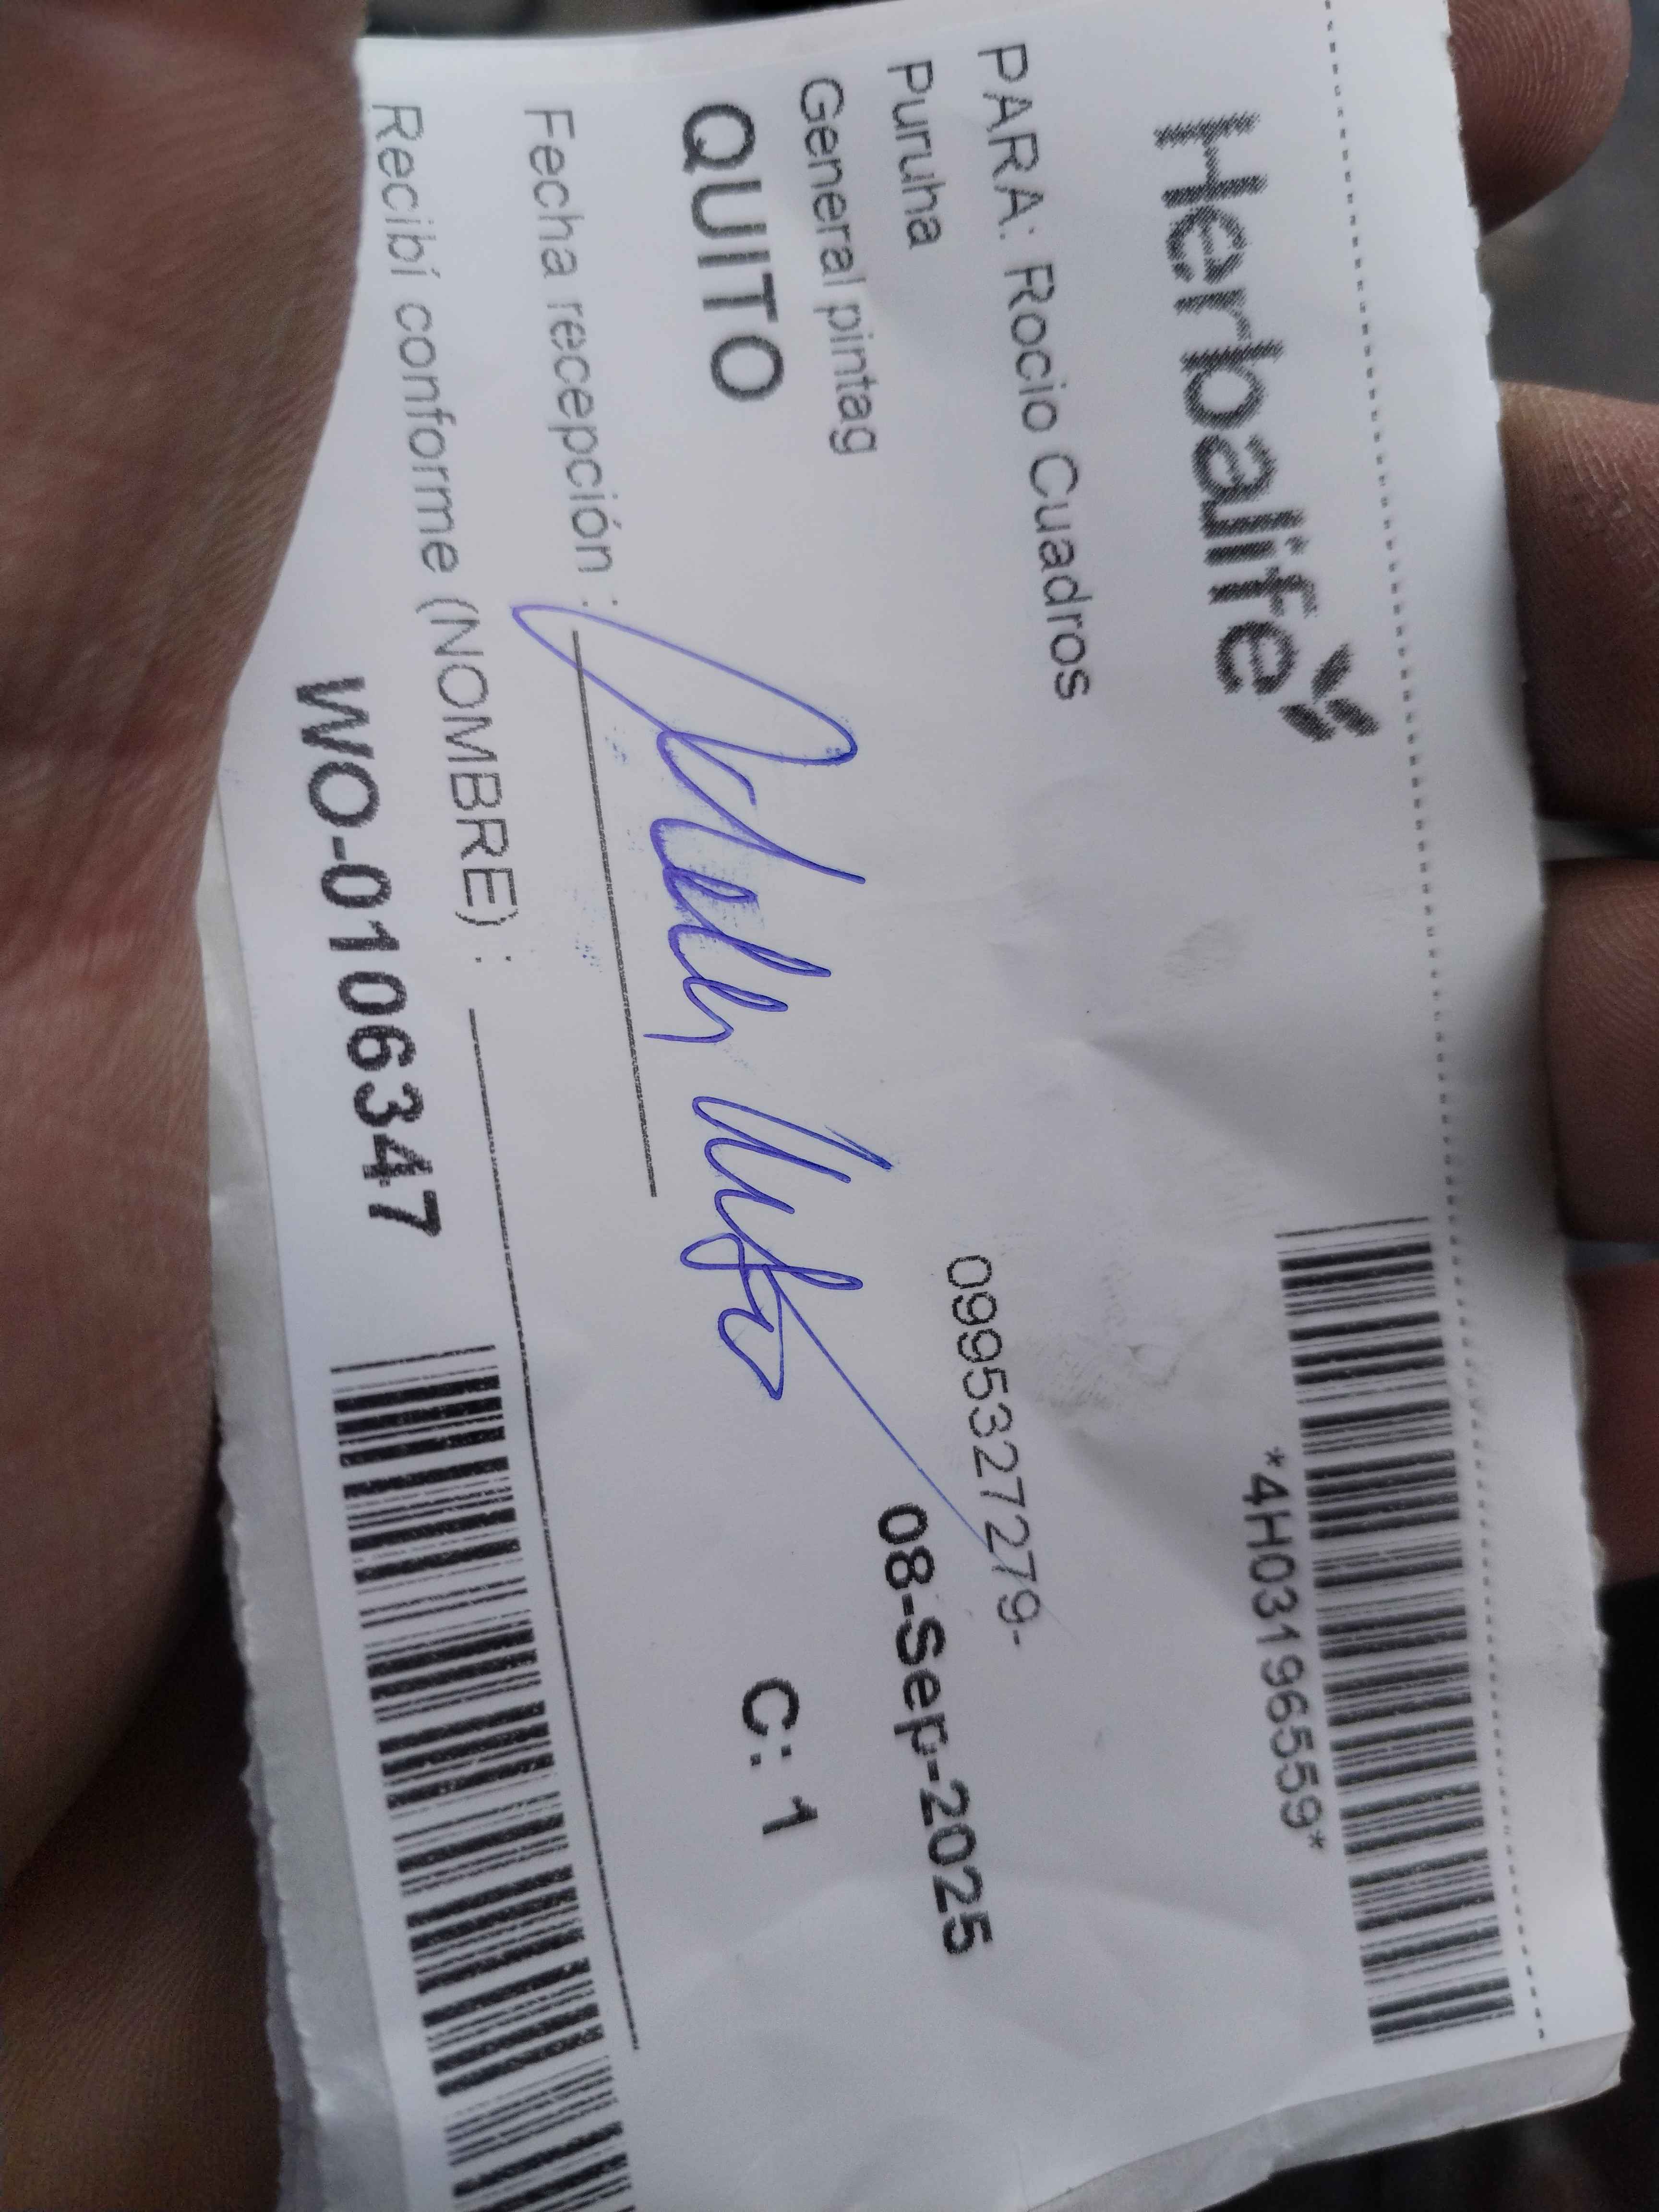 Herbalife
*4H03196559*
PARA: Rocio Cuadros
0995327279-
Puruha
08-Sep-2025
General pintag
QUITO
C: 1
Fecha recepción :
Recibí conforme (NOMBRE) :
WO-0106347